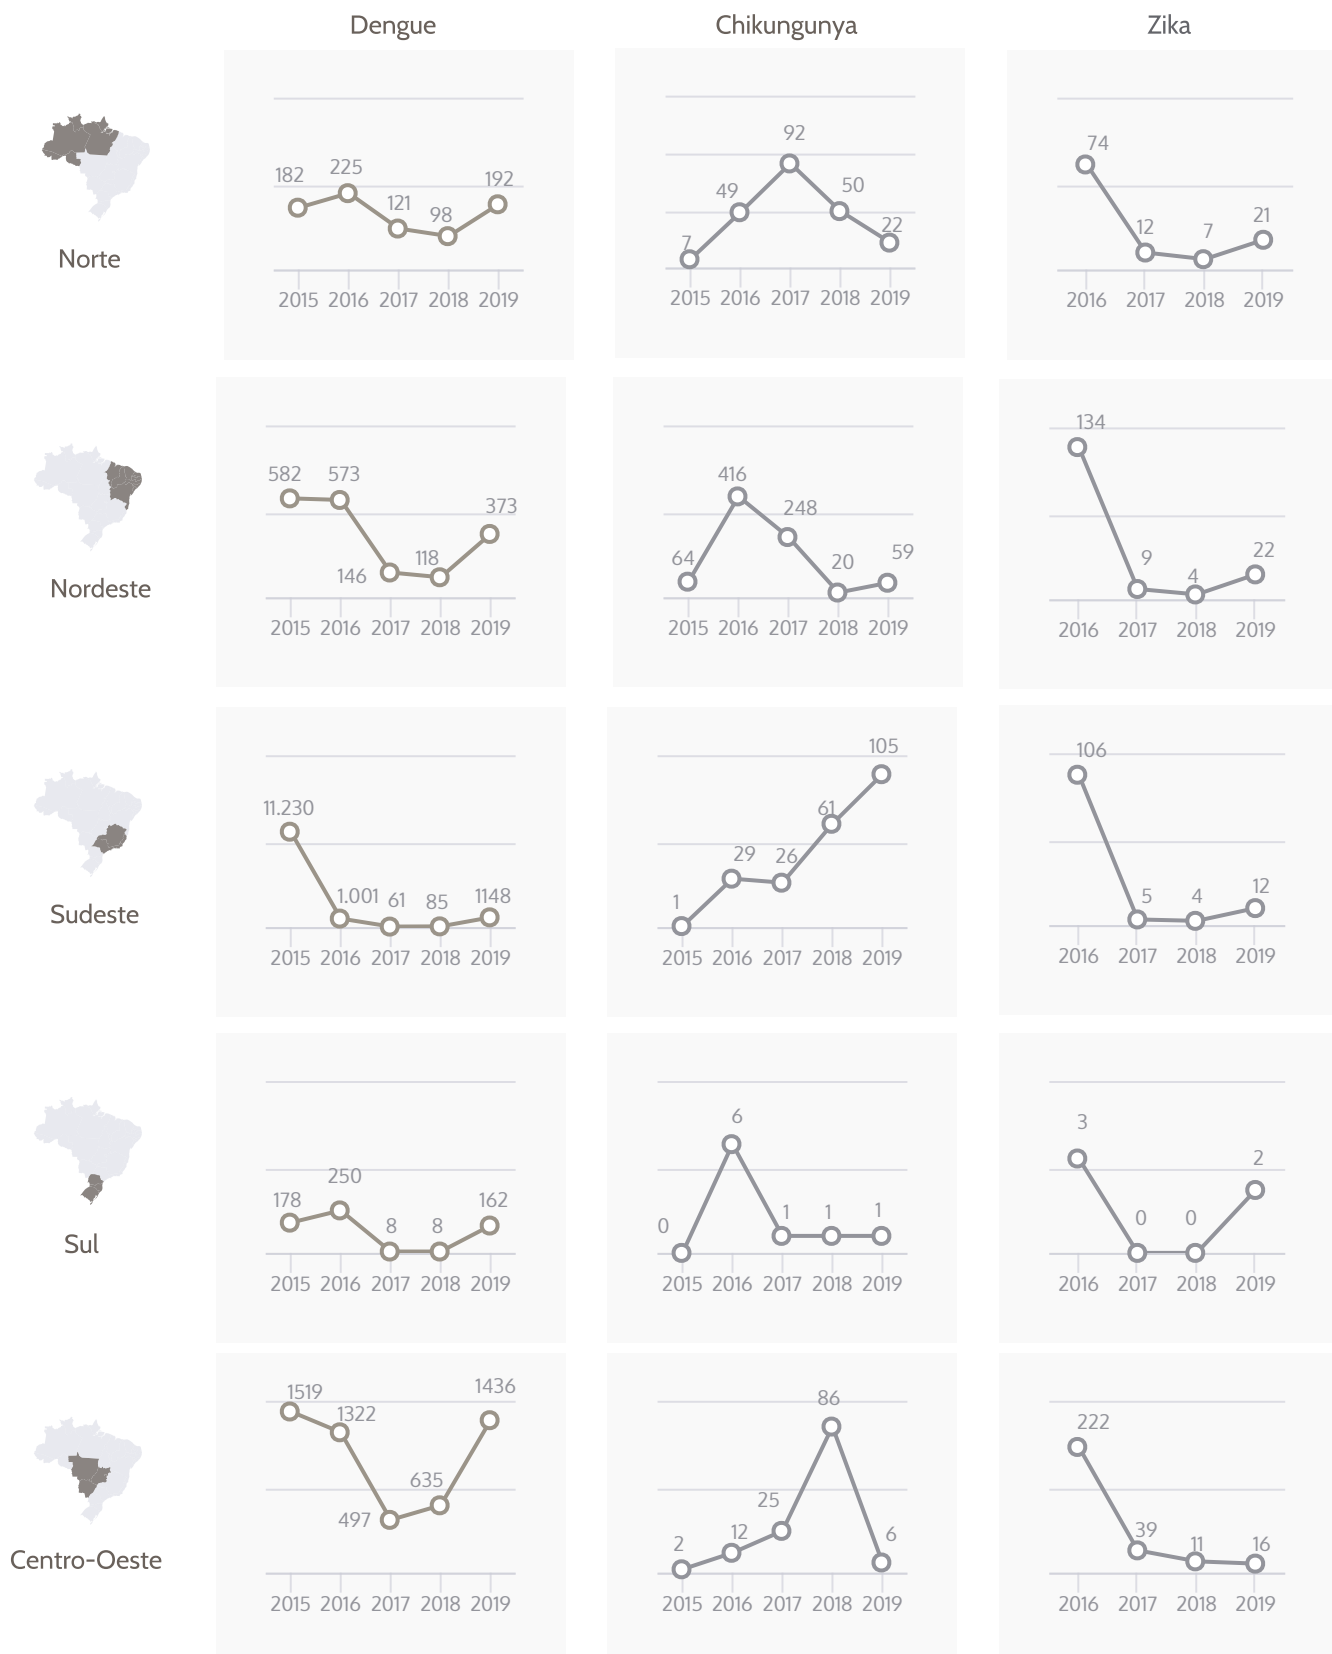 Dengue Chikungunya Zika
Norte
182 225 121 98 192
2015 2016 2017 2018 2019
7 49 92 50 22
2015 2016 2017 2018 2019
74 12 7 21
2016 2017 2018 2019
Nordeste
582 573 146 118 373
2015 2016 2017 2018 2019
64 416 248 20 59
2015 2016 2017 2018 2019
134 9 4 22
2016 2017 2018 2019
Sudeste
11.230 1.001 61 85 1148
2015 2016 2017 2018 2019
1 29 26 61 105
2015 2016 2017 2018 2019
106 5 4 12
2016 2017 2018 2019
Sul
178 250 8 8 162
2015 2016 2017 2018 2019
0 6 1 1 1
2015 2016 2017 2018 2019
3 0 0 2
2016 2017 2018 2019
Centro-Oeste
1519 1322 497 635 1436
2015 2016 2017 2018 2019
2 12 25 86 6
2015 2016 2017 2018 2019
222 39 11 16
2016 2017 2018 2019